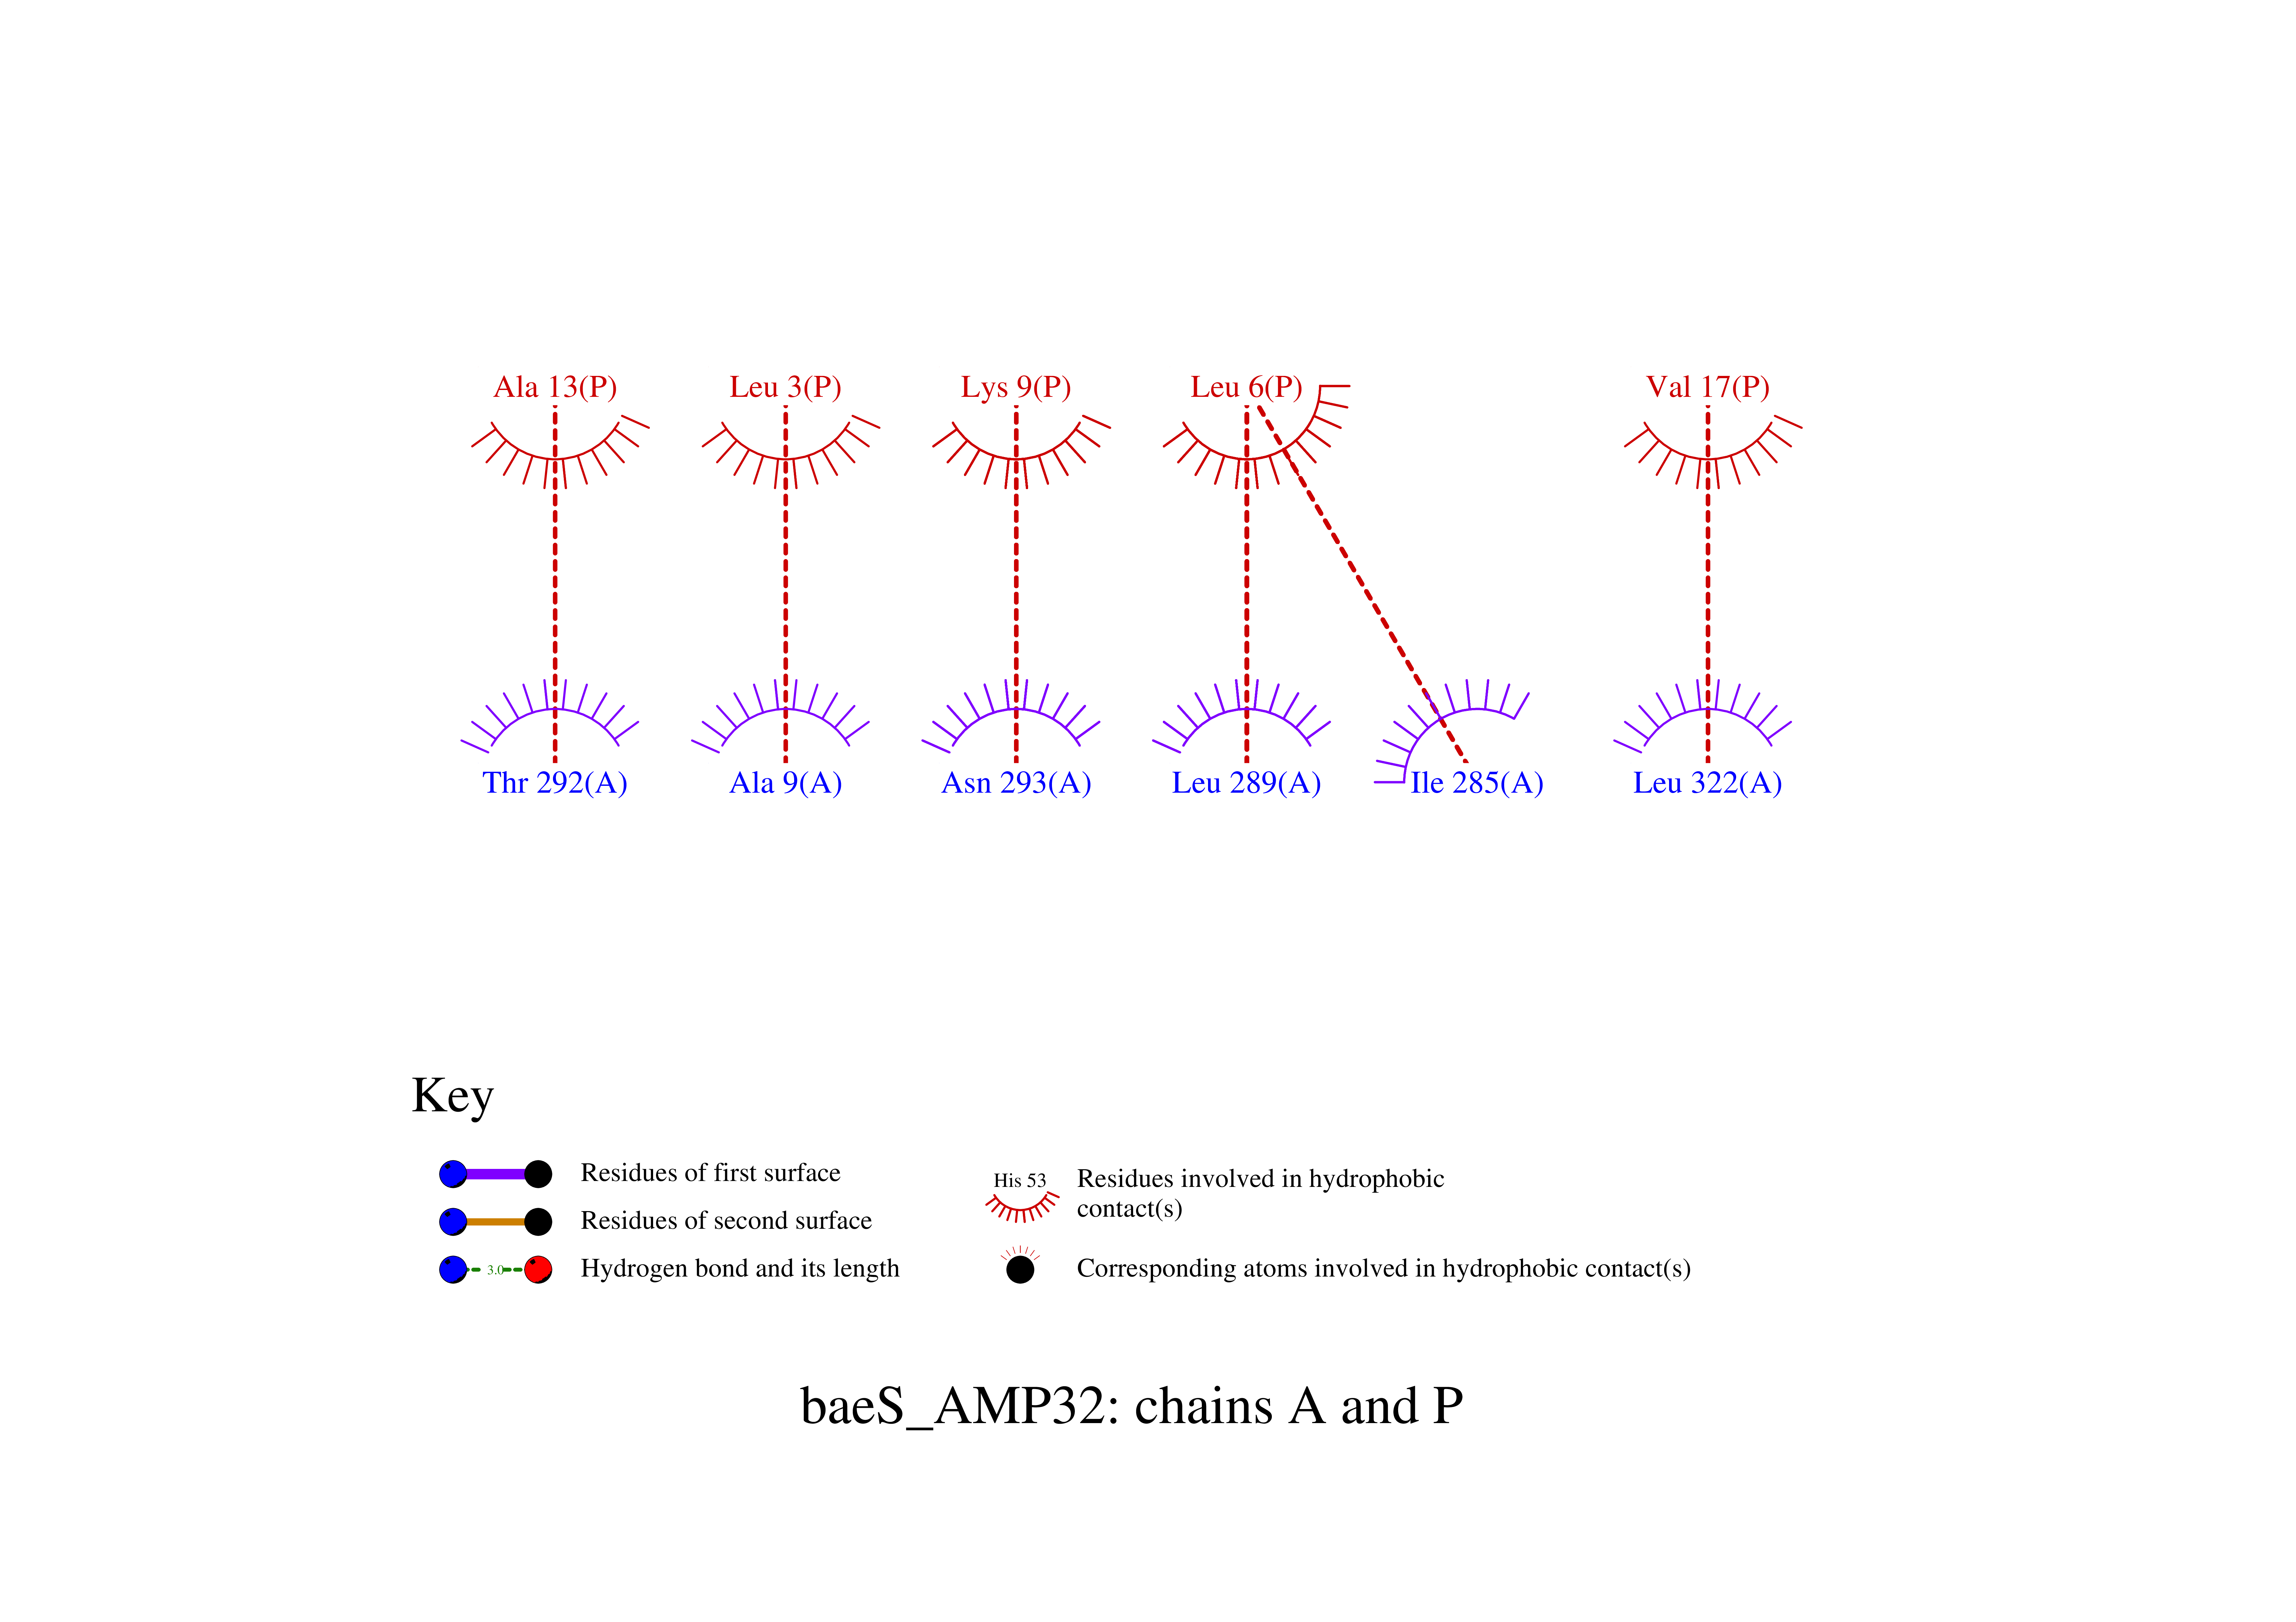 Ala 13(P) Leu 3(P) Lys 9(P) Leu 6(P) Val 17(P)
Thr 292(A) Ala 9(A) Asn 293(A) Leu 289(A) Ile 285(A) Leu 322(A)
Key
Residues of first surface
Residues of second surface
3.0 Hydrogen bond and its length
His 53 Residues involved in hydrophobic
contact(s)
Corresponding atoms involved in hydrophobic contact(s)
baeS_AMP32: chains A and P